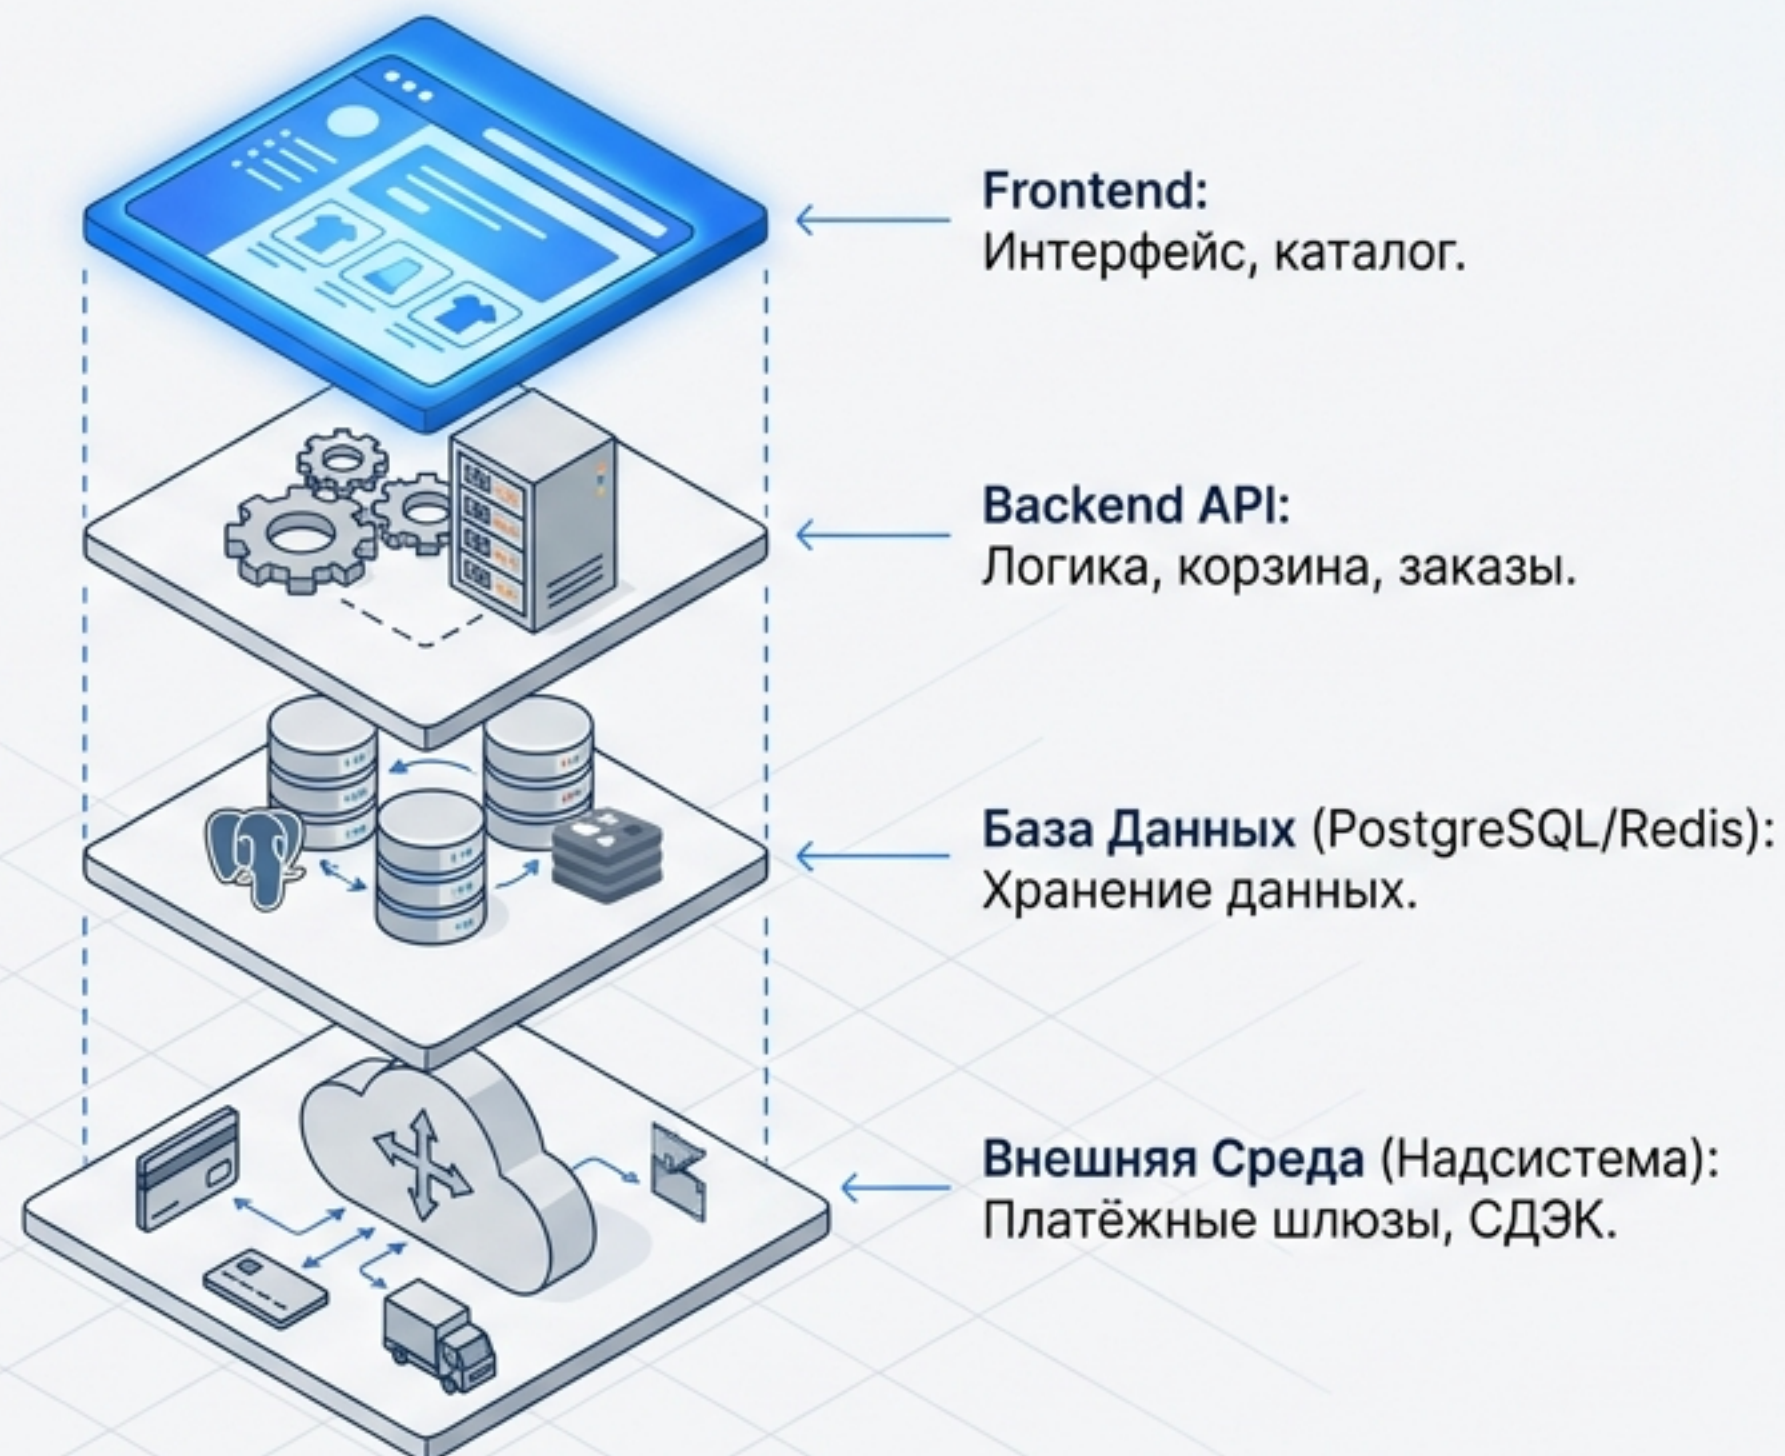 Frontend:
Интерфейс, каталог.
Backend API:
Логика, корзина, заказы.
База Данных (PostgreSQL/Redis):
Хранение данных.
Внешняя Среда (Надсистема):
Платёжные шлюзы, СДЭК.